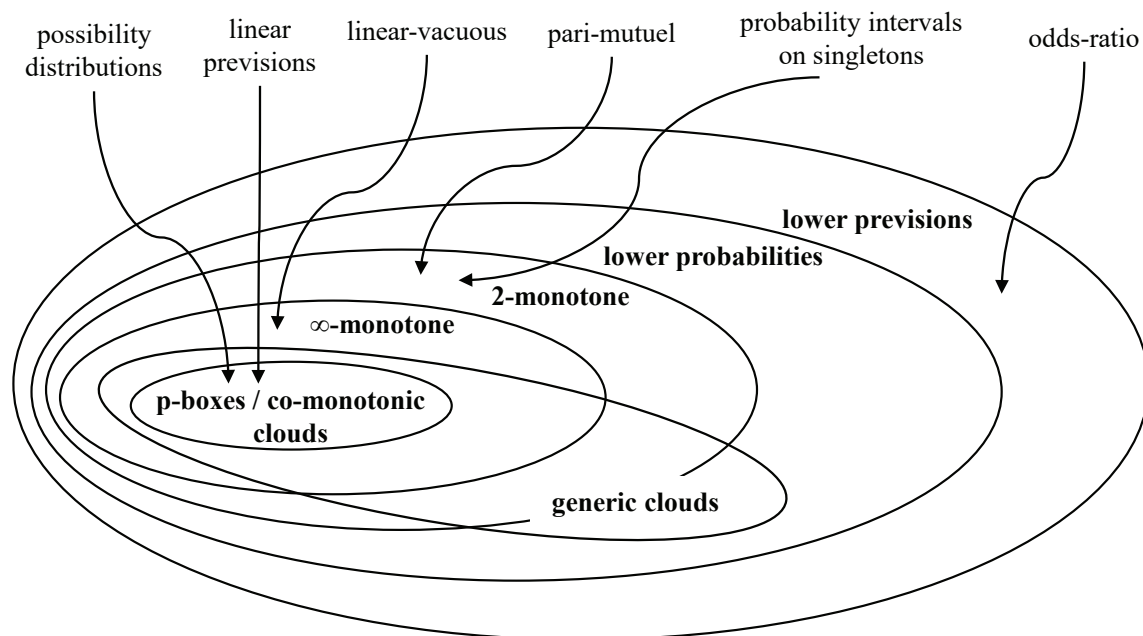 possibility
distributions
linear
previsions
linear-vacuous
pari-mutuel
probability intervals
on singletons
odds-ratio
lower previsions
lower probabilities
2-monotone
∞-monotone
p-boxes / co-monotonic
clouds
generic clouds